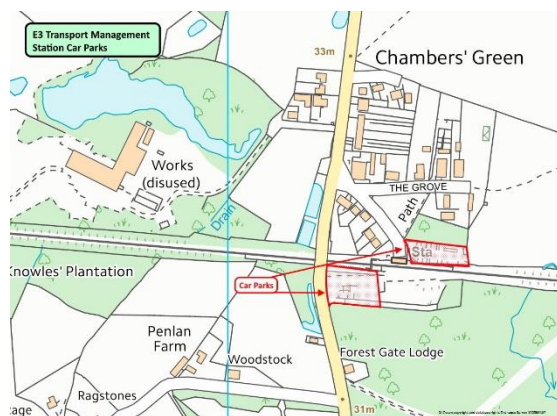 E3 Transport Management
Station Car Parks
33m
Chambers' Green
Works
(disused)
THE GROVE
Path
Drain
Sta
Knowles' Plantation
Car Parks
Penlan
Farm
Woodstock
Forest Gate Lodge
Ragstones
cage
31m